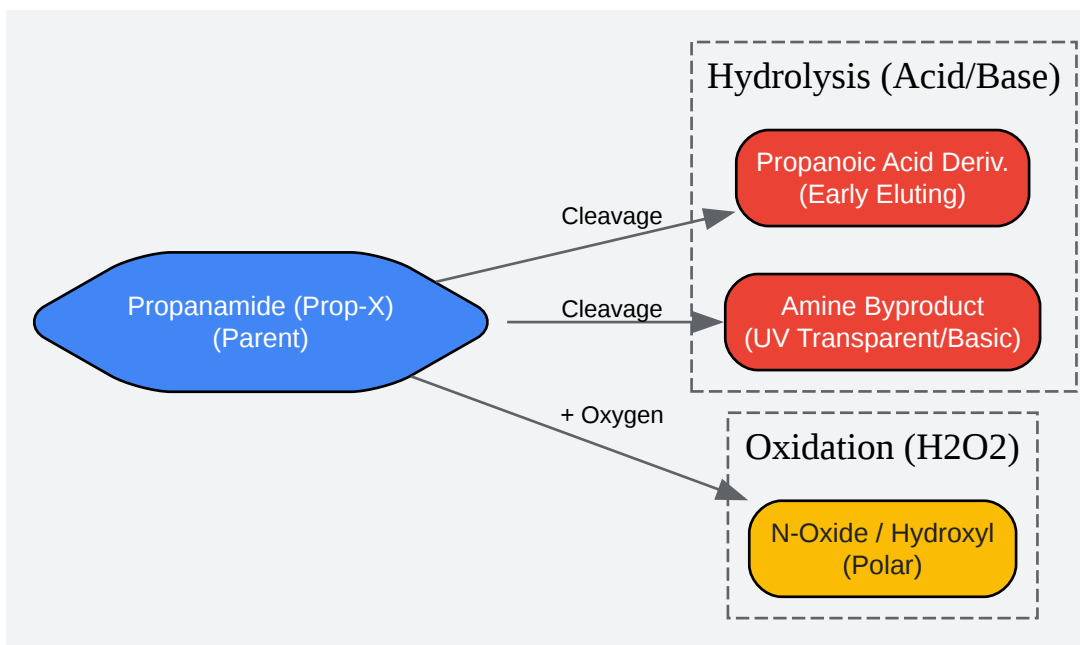 Hydrolysis (Acid/Base)
Propanoic Acid Deriv.
(Early Eluting)
Cleavage
Propanamide (Prop-X)
(Parent)
Cleavage
Amine Byproduct
(UV Transparent/Basic)
+ Oxygen
Oxidation (H2O2)
N-Oxide / Hydroxyl
(Polar)